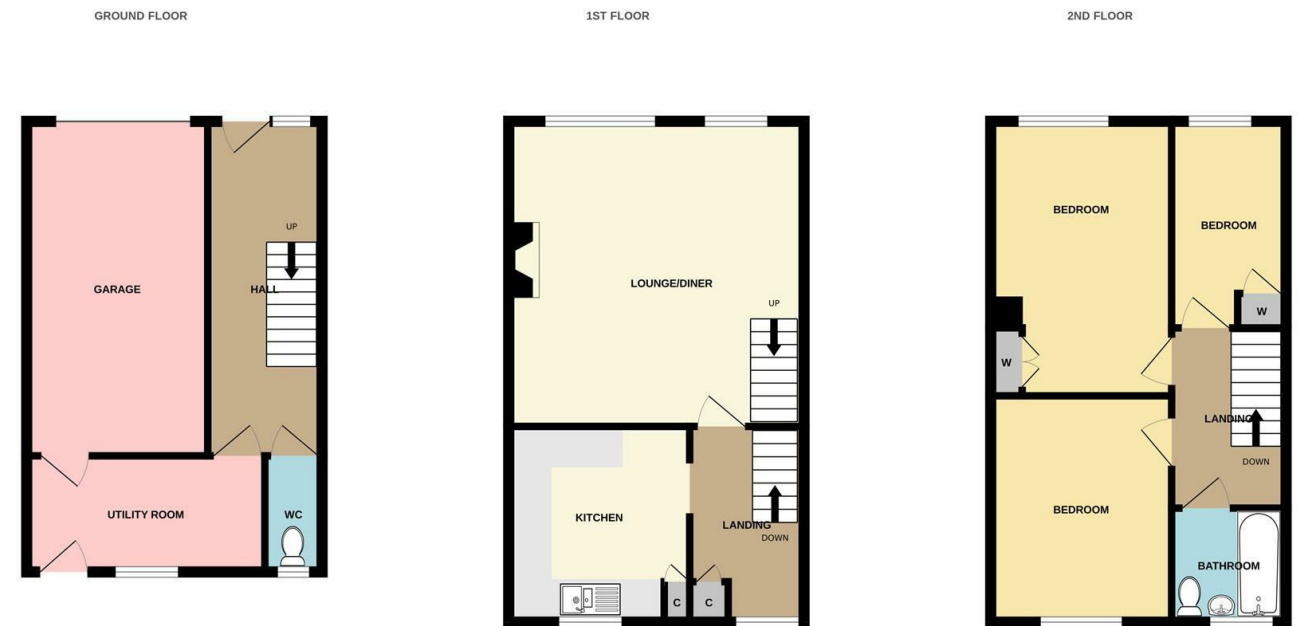 GROUND FLOOR
GARAGE
UP
HALL
UTILITY ROOM
WC
1ST FLOOR
LOUNGE/DINER
UP
KITCHEN
LANDING
DOWN
C
C
2ND FLOOR
BEDROOM
BEDROOM
W
W
LANDING
DOWN
BEDROOM
BATHROOM